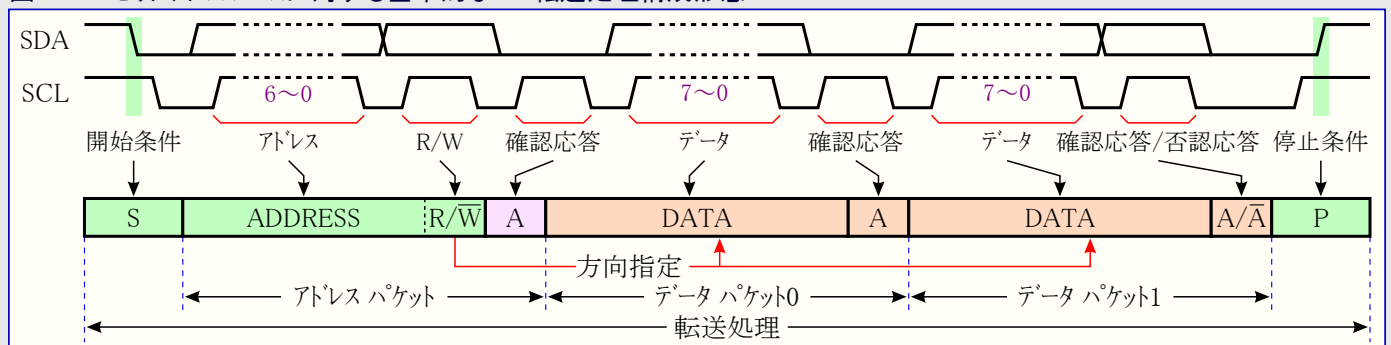 SDA
SCL
6～0 7～0 7～0
開始条件 アドレス R/W 確認応答 データ 確認応答 データ 確認応答/否認応答 停止条件
S ADDRESS R/W̅ A DATA A DATA A/A̅ P
方向指定
アドレス パケット データ パケット0 データ パケット1
転送処理